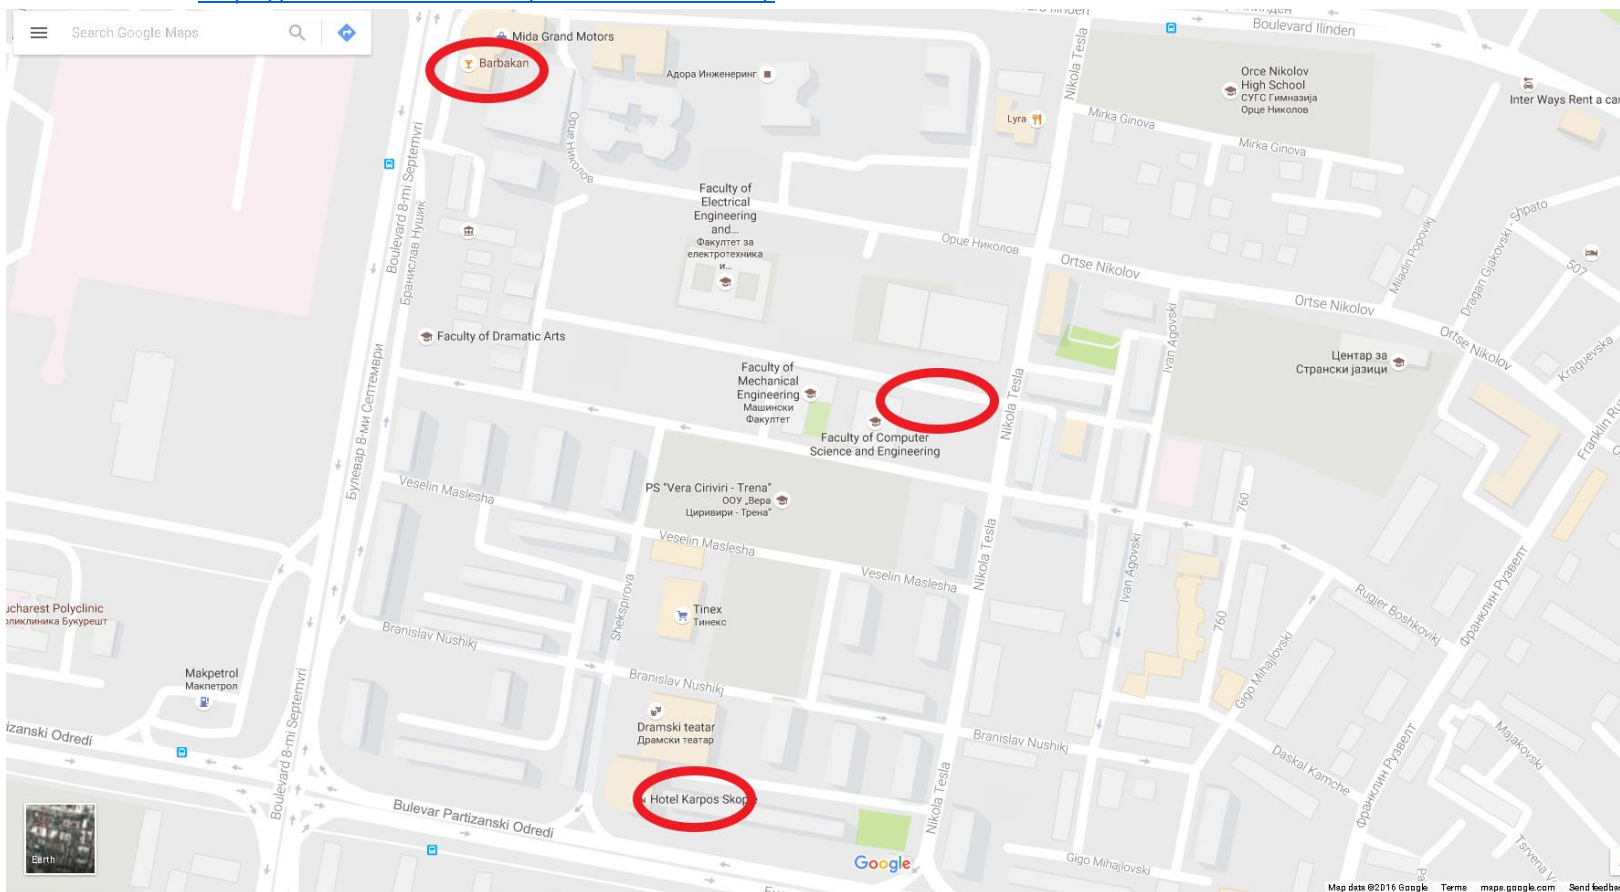 Search Google Maps
Mida Grand Motors
Barbakan
Адора Инженеринг
Nikola Tesla
Boulevard Ilinden
Orce Nikolov
High School
СУГС Гимназија
Орце Николов
Inter Ways Rent a car
Lyra
Mirka Ginova
Mirka Ginova
Орце Николов
Boulevard 8-mi Septemvri
Бранислав Нушиќ
Faculty of
Electrical
Engineering
and...
Факултет за
електротехника
и...
Орце Николов
Ortse Nikolov
Ortse Nikolov
Ortse Nikolov
Miladin Popovikj
Dragan Gjakovski - Shpato
507
Kraguevska
Faculty of Dramatic Arts
Ivan Agovski
Центар за
Странски јазици
Faculty of
Mechanical
Engineering
Машински
Факултет
Nikola Tesla
Faculty of Computer
Science and Engineering
Булевар 8-ми Септември
Veselin Maslesha
PS "Vera Ciriviri - Trena"
ООУ „Вера
Циривири - Трена"
Veselin Maslesha
Veselin Maslesha
Nikola Tesla
Ivan Agovski
760
760
Rugjer Boshkovikj
Франклин Рузвелт
ucharest Polyclinic
оликлиника Букурешт
Shekspirova
Tinex
Тинекс
Branislav Nushikj
Branislav Nushikj
Branislav Nushikj
Gigo Mihajlovski
Makpetrol
Макпетрол
Boulevard 8-mi Septemvri
Dramski teatar
Драмски театар
Daskal Kamche
Majakovski
Франклин Рузвелт
izanski Odredi
Hotel Karpos Skopje
Bulevar Partizanski Odredi
Nikola Tesla
Gigo Mihajlovski
Earth
Google
Map data ©2016 Google Terms maps.google.com Send feedba